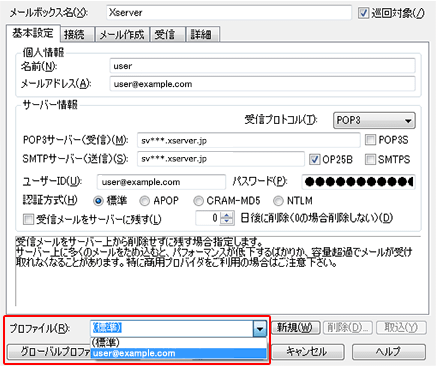 メールボックス名(X): Xserver 巡回対象(/)
基本設定 接続 メール作成 受信 詳細
個人情報
名前(N): user
メールアドレス(A): user@example.com
サーバー情報
受信プロトコル(T): POP3
POP3サーバー(受信)(M): sv***.xserver.jp POP3S
SMTPサーバー(送信)(S): sv***.xserver.jp OP25B SMTPS
ユーザーID(U): user@example.com パスワード(P): ●●●●●●●●●●●
認証方式(H) 標準 APOP CRAM-MD5 NTLM
受信メールをサーバーに残す(L) 0 日後に削除(0の場合削除しない)(D)
受信メールをサーバー上から削除せずに残す場合指定します。
サーバー上に多くのメールをため込むと、パフォーマンスが低下するばかりか、容量超過でメールが受け
取れなくなることがあります。特に商用プロバイダをご利用の場合はご注意下さい。
プロファイル(R): (標準) 新規(W) 削除(D)... 取込(Y)
(標準)
user@example.com
グローバルプロフ キャンセル ヘルプ